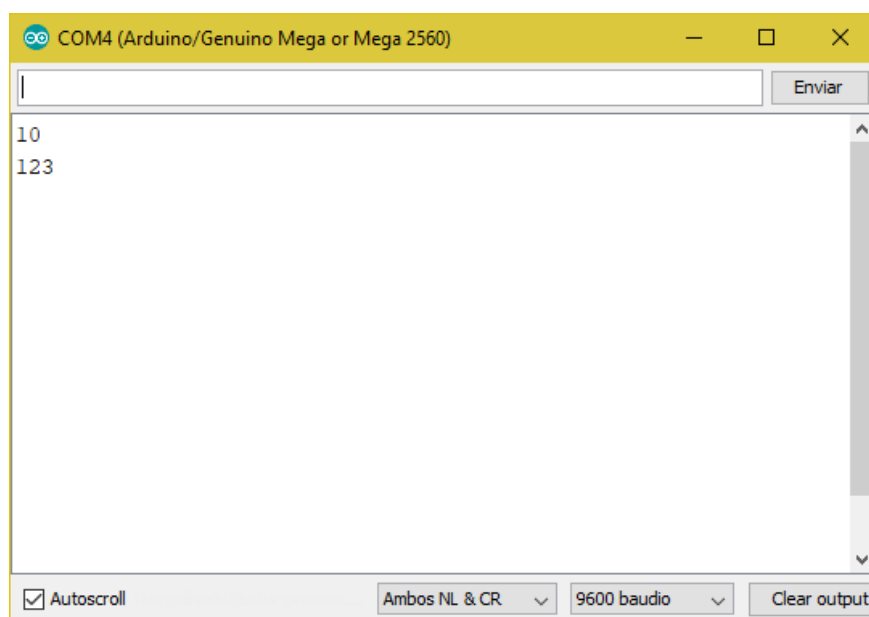 COM4 (Arduino/Genuino Mega or Mega 2560)
Enviar
10
123
Autoscroll
Ambos NL & CR
9600 baudio
Clear output